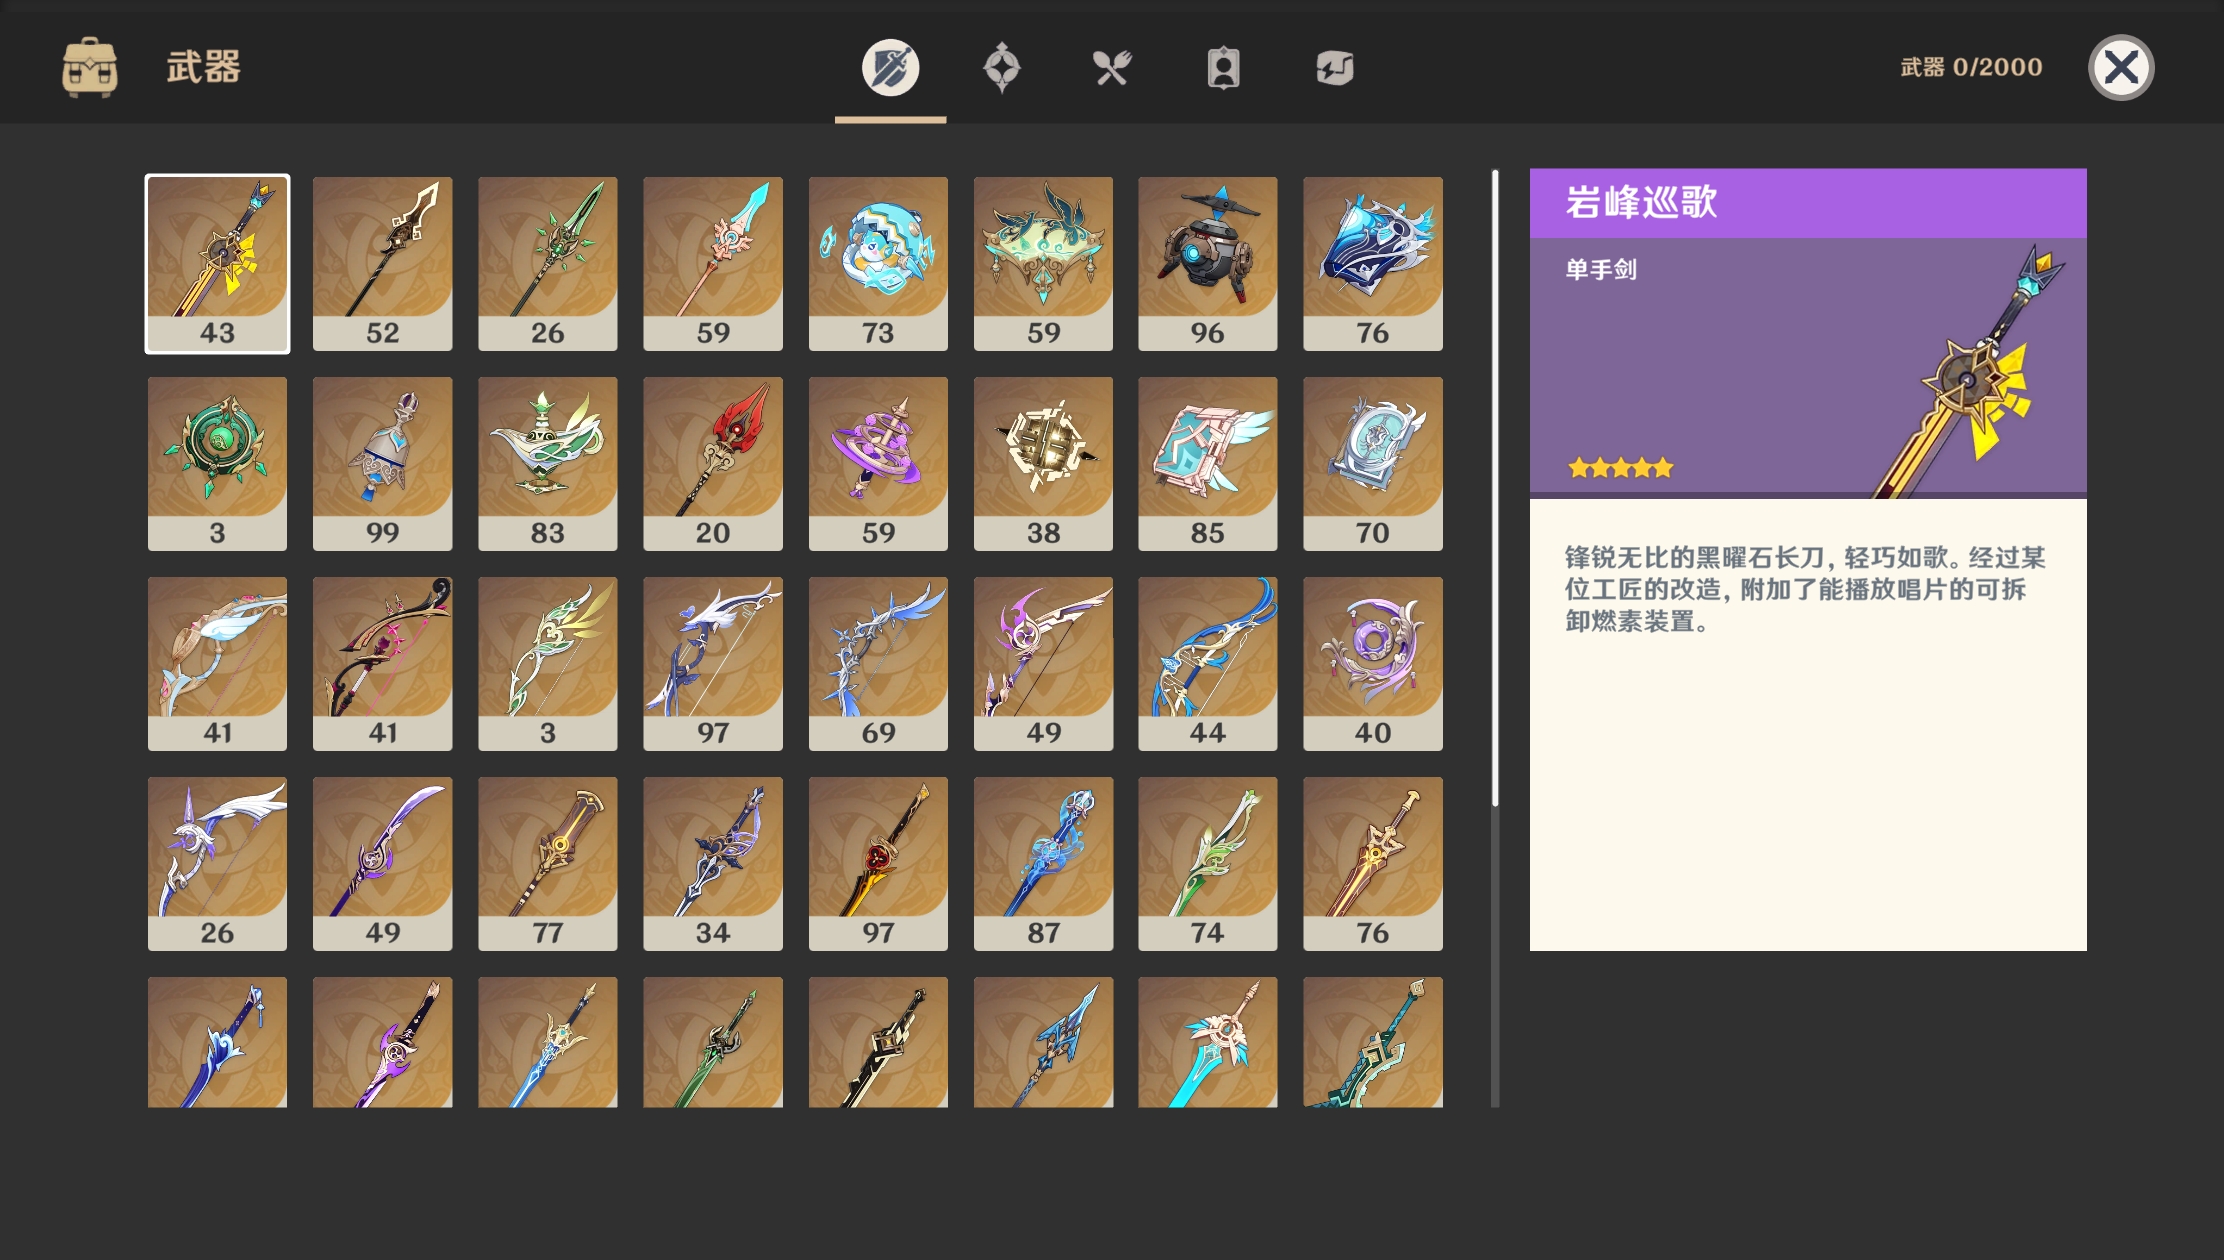 武器
武器 0/2000
岩峰巡歌
单手剑
锋锐无比的黑曜石长刀，轻巧如歌。经过某
位工匠的改造，附加了能播放唱片的可拆
卸燃素装置。
43 52 26 59 73 59 96 76
3 99 83 20 59 38 85 70
41 41 3 97 69 49 44 40
26 49 77 34 97 87 74 76